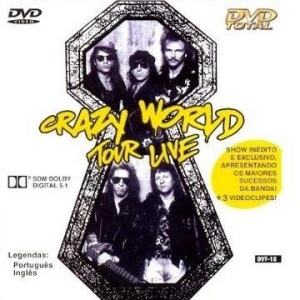 DVD
VIDEO
DVD
TOTAL
CRAZY WORLD
TOUR LIVE
SHOW INÉDITO
E EXCLUSIVO,
APRESENTANDO
OS MAIORES
SUCESSOS
DA BANDA!
+3 VIDEOCLIPES!
SOM DOLBY
DIGITAL 5.1
Legendas:
Português
Inglês
DVT-18